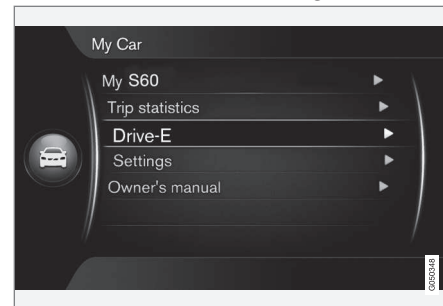 My Car
My S60
Trip statistics
Drive-E
Settings
Owner's manual
G050348